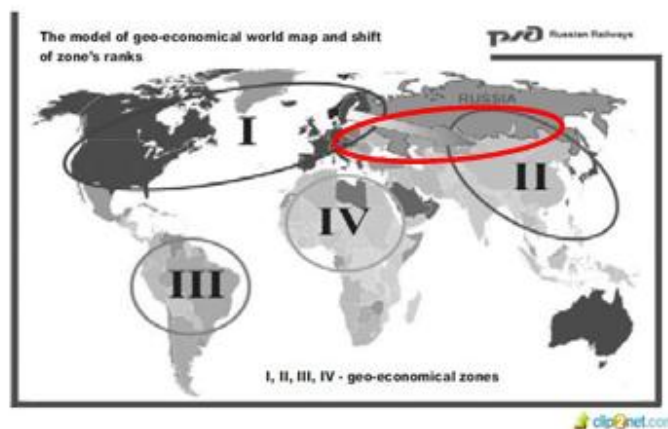 The model of geo-economical world map and shift
of zone's ranks
Russian Railways
RUSSIA
I
II
IV
III
I, II, III, IV - geo-economical zones
clip2net.com